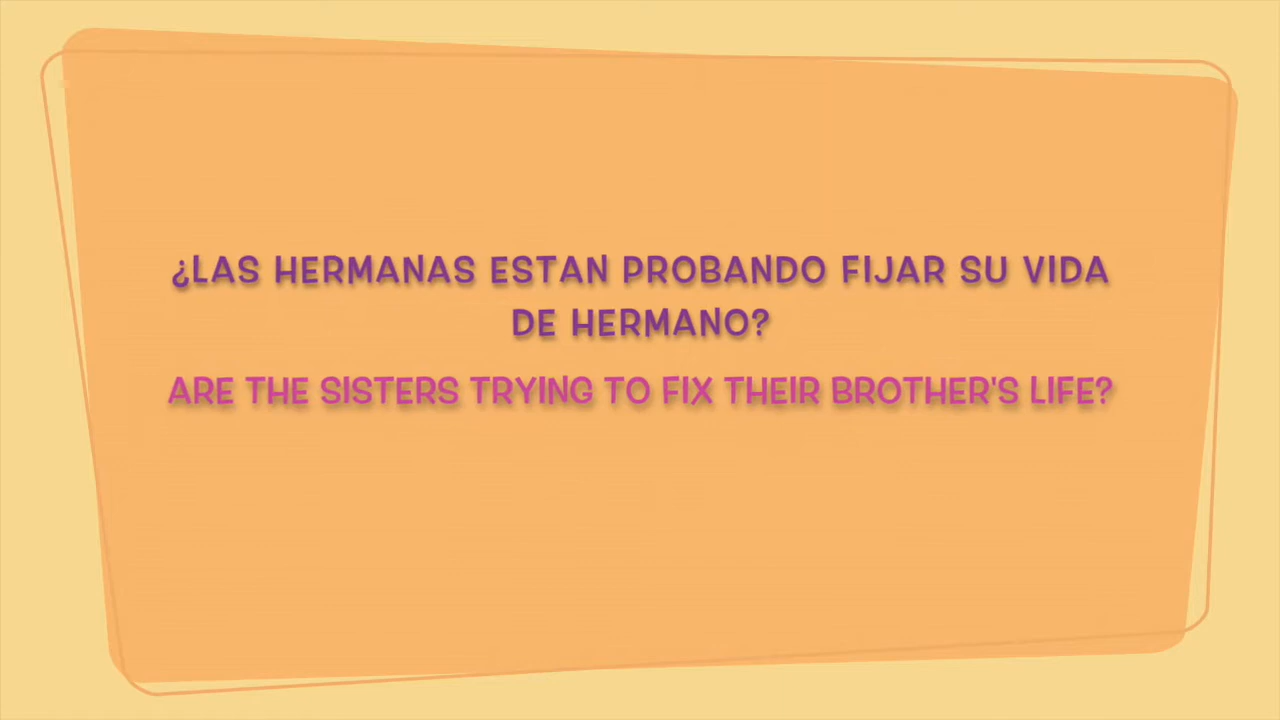 ¿LAS HERMANAS ESTAN PROBANDO FIJAR SU VIDA
DE HERMANO?
ARE THE SISTERS TRYING TO FIX THEIR BROTHER'S LIFE?